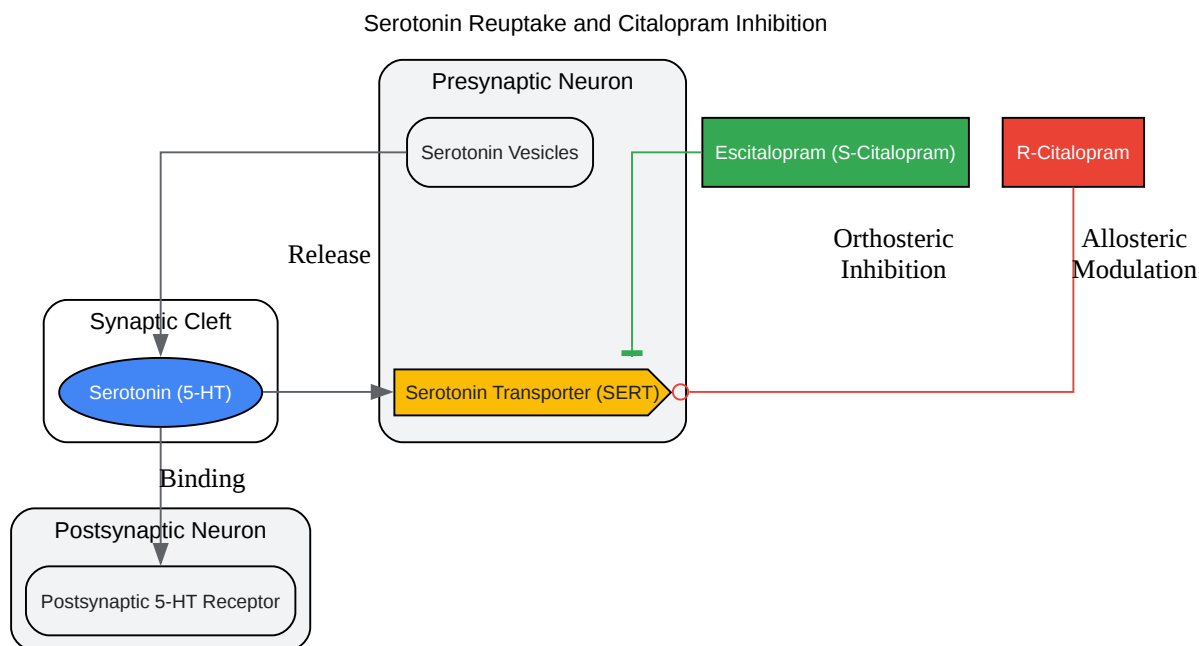 Serotonin Reuptake and Citalopram Inhibition
Presynaptic Neuron
Serotonin Vesicles
Escitalopram (S-Citalopram)
R-Citalopram
Release
Orthosteric
Inhibition
Allosteric
Modulation
Synaptic Cleft
Serotonin (5-HT)
Serotonin Transporter (SERT)
Binding
Postsynaptic Neuron
Postsynaptic 5-HT Receptor